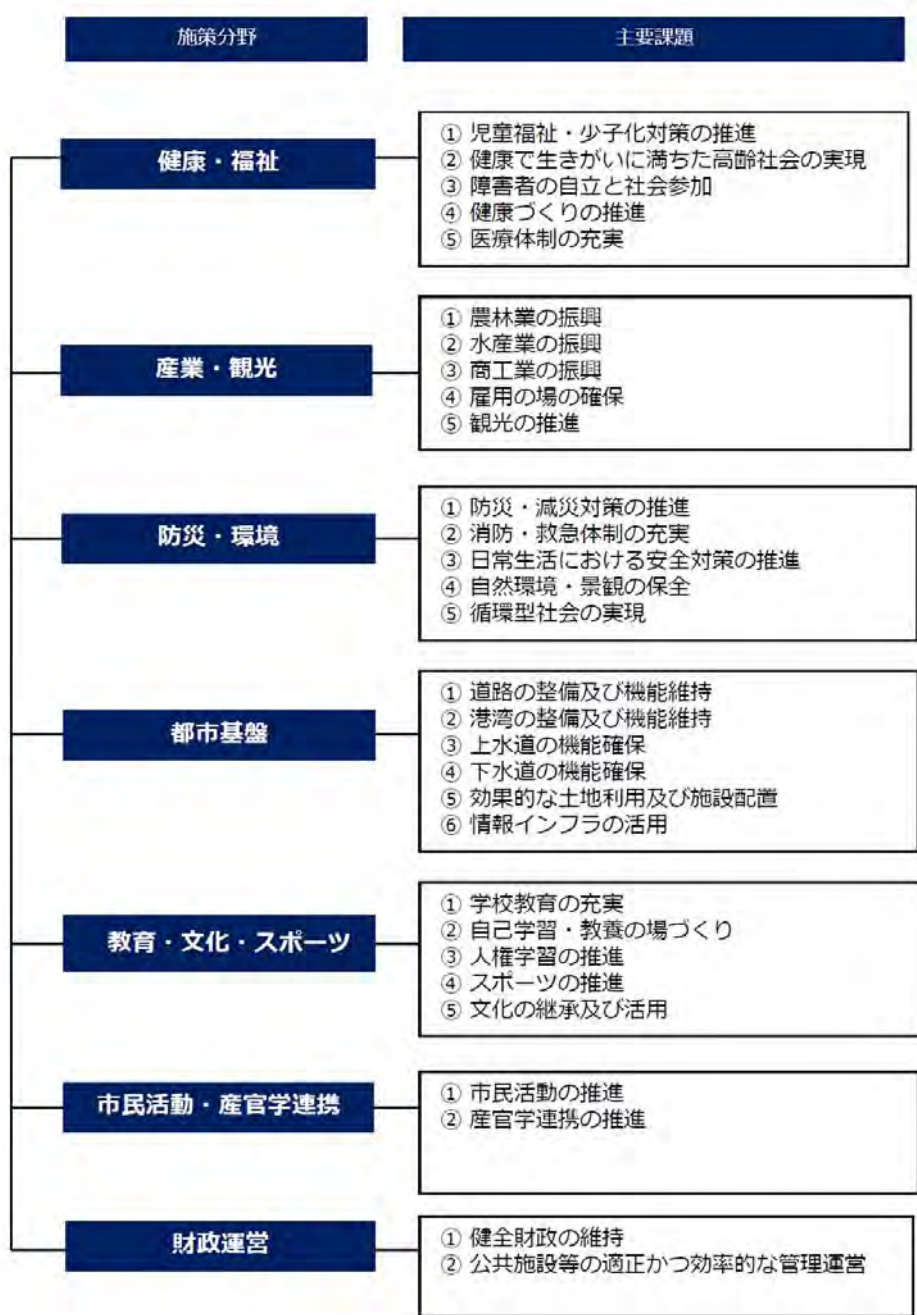 施策分野
主要課題
健康・福祉
① 児童福祉・少子化対策の推進
② 健康で生きがいに満ちた高齢社会の実現
③ 障害者の自立と社会参加
④ 健康づくりの推進
⑤ 医療体制の充実
産業・観光
① 農林業の振興
② 水産業の振興
③ 商工業の振興
④ 雇用の場の確保
⑤ 観光の推進
防災・環境
① 防災・減災対策の推進
② 消防・救急体制の充実
③ 日常生活における安全対策の推進
④ 自然環境・景観の保全
⑤ 循環型社会の実現
都市基盤
① 道路の整備及び機能維持
② 港湾の整備及び機能維持
③ 上水道の機能確保
④ 下水道の機能確保
⑤ 効果的な土地利用及び施設配置
⑥ 情報インフラの活用
教育・文化・スポーツ
① 学校教育の充実
② 自己学習・教養の場づくり
③ 人権学習の推進
④ スポーツの推進
⑤ 文化の継承及び活用
市民活動・産官学連携
① 市民活動の推進
② 産官学連携の推進
財政運営
① 健全財政の維持
② 公共施設等の適正かつ効率的な管理運営